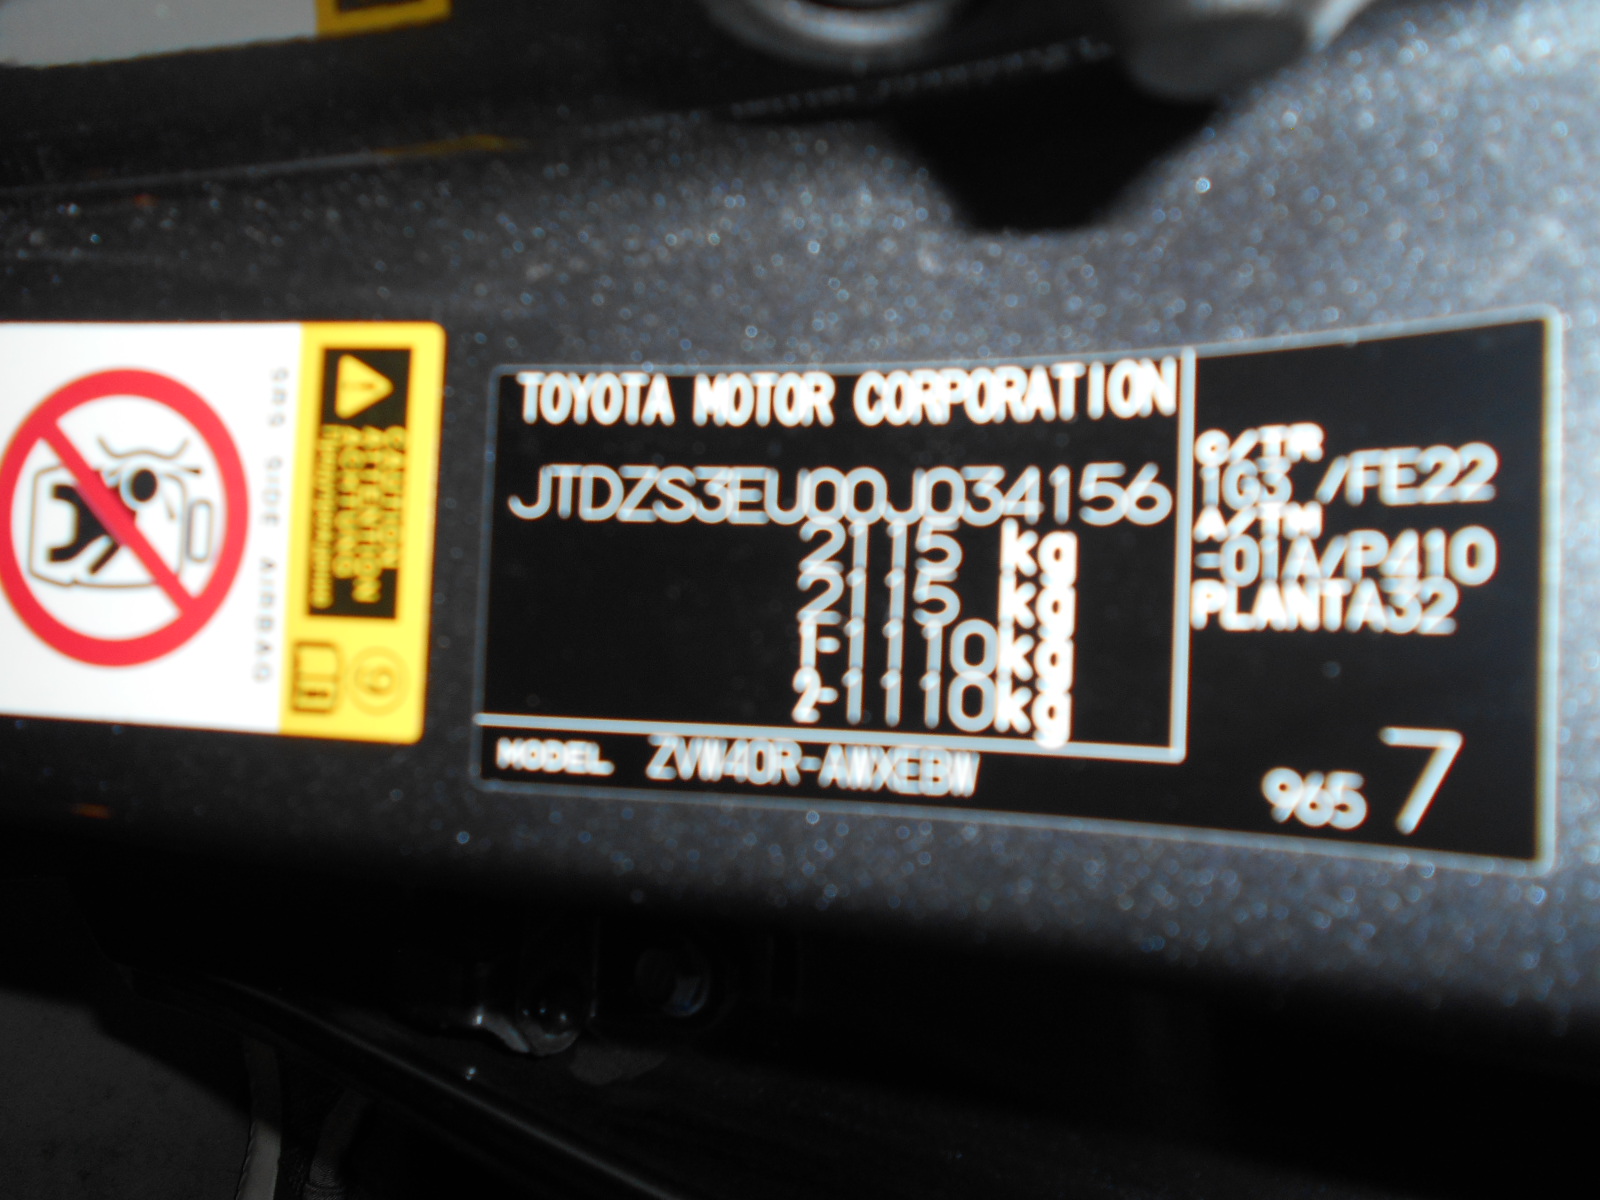 TOYOTA MOTOR CORPORATION
JTDZS3EU00J034156
2115 kg
2115 kg
1-1110kg
2-1110kg
MODEL ZVW40R-AWXEBW
C/TR
1G3 /FE22
A/TM
-01A/P410
PLANTA32
965 7